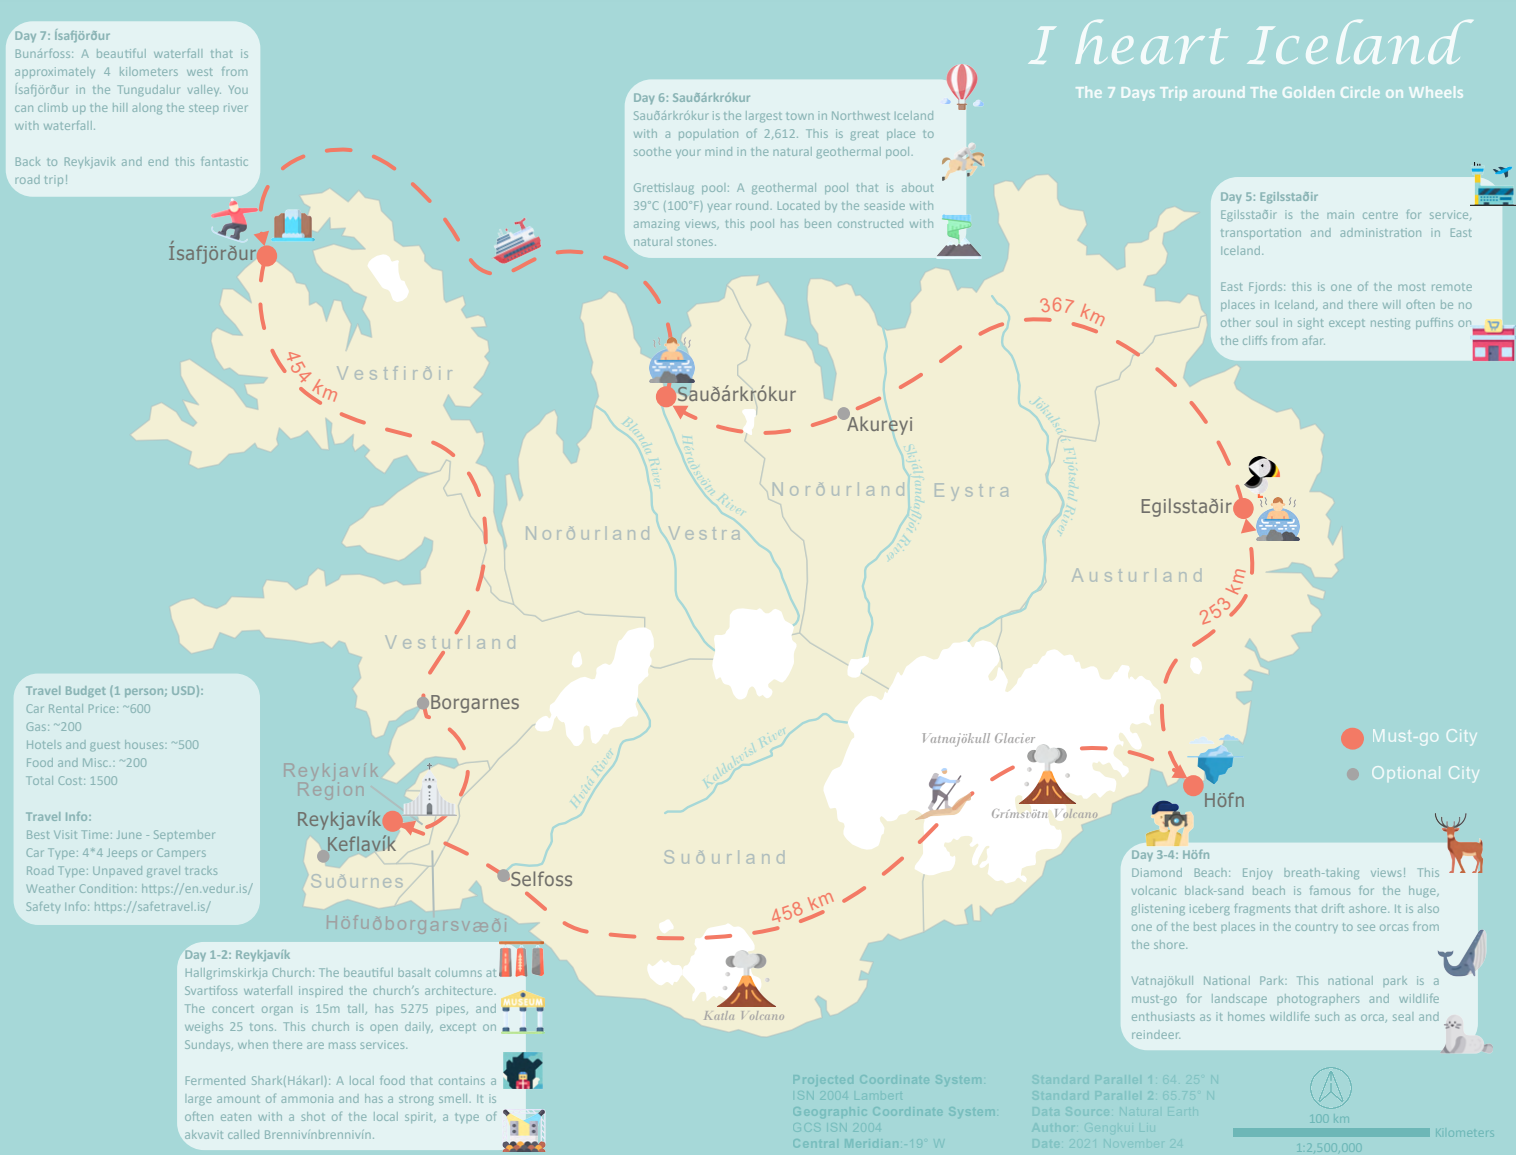 I heart Iceland
The 7 Days Trip around The Golden Circle on Wheels
Day 7: Ísafjörður
Bunárfoss: A beautiful waterfall that is
approximately 4 kilometers west from
Ísafjörður in the Tungudalur valley. You
can climb up the hill along the steep river
with waterfall.
Back to Reykjavik and end this fantastic
road trip!
Day 6: Sauðárkrókur
Sauðárkrókur is the largest town in Northwest Iceland
with a population of 2,612. This is great place to
soothe your mind in the natural geothermal pool.
Grettislaug pool: A geothermal pool that is about
39°C (100°F) year round. Located by the seaside with
amazing views, this pool has been constructed with
natural stones.
Day 5: Egilsstaðir
Egilsstaðir is the main centre for service,
transportation and administration in East
Iceland.
East Fjords: this is one of the most remote
places in Iceland, and there will often be no
other soul in sight except nesting puffins on
the cliffs from afar.
Ísafjörður
454 km
Vestfirðir
367 km
Sauðárkrókur
Akureyi
Blanda River
Héraðsvötn River
Skjálfandafljót River
Jökulsá á Fljótsdal River
Norðurland Eystra
Norðurland Vestra
Egilsstaðir
Austurland
253 km
Vesturland
Borgarnes
Travel Budget (1 person; USD):
Car Rental Price: ~600
Gas: ~200
Hotels and guest houses: ~500
Food and Misc.: ~200
Total Cost: 1500
Travel Info:
Best Visit Time: June - September
Car Type: 4*4 Jeeps or Campers
Road Type: Unpaved gravel tracks
Weather Condition: https://en.vedur.is/
Safety Info: https://safetravel.is/
Reykjavík
Region
Reykjavík
Keflavík
Suðurnes
Höfuðborgarsvæði
Selfoss
Hvítá River
Kaldakvísl River
Vatnajökull Glacier
Grímsvötn Volcano
Höfn
Suðurland
458 km
Katla Volcano
Must-go City
Optional City
Day 3-4: Höfn
Diamond Beach: Enjoy breath-taking views! This
volcanic black-sand beach is famous for the huge,
glistening iceberg fragments that drift ashore. It is also
one of the best places in the country to see orcas from
the shore.
Vatnajökull National Park: This national park is a
must-go for landscape photographers and wildlife
enthusiasts as it homes wildlife such as orca, seal and
reindeer.
Day 1-2: Reykjavík
Hallgrimskirkja Church: The beautiful basalt columns at
Svartifoss waterfall inspired the church's architecture.
The concert organ is 15m tall, has 5275 pipes, and
weighs 25 tons. This church is open daily, except on
Sundays, when there are mass services.
Fermented Shark(Hákarl): A local food that contains a
large amount of ammonia and has a strong smell. It is
often eaten with a shot of the local spirit, a type of
akvavit called Brennivínbrennivín.
MUSEUM
Projected Coordinate System:
ISN 2004 Lambert
Geographic Coordinate System:
GCS ISN 2004
Central Meridian:-19° W
Standard Parallel 1: 64. 25° N
Standard Parallel 2: 65.75° N
Data Source: Natural Earth
Author: Gengkui Liu
Date: 2021 November 24
100 km
Kilometers
1:2,500,000